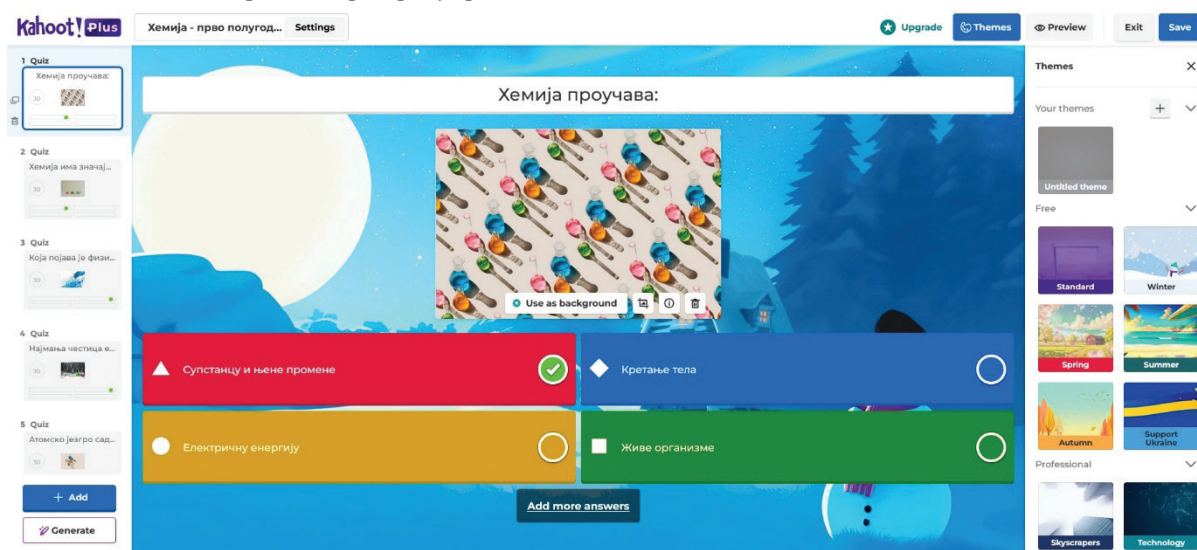 Kahoot! Plus
Хемија - прво полугод...
Settings
Upgrade
Themes
Preview
Exit
Save
1 Quiz
Хемија проучава:
30
2 Quiz
Хемија има значај...
30
3 Quiz
Која појава је физи...
30
4 Quiz
Најмања честица е...
30
5 Quiz
Атомско језгро сад...
30
+ Add
Generate
Хемија проучава:
Use as background
Супстанцу и њене промене
Кретање тела
Електричну енергију
Живе организме
Add more answers
Themes
Your themes
Untitled theme
Free
Standard
Winter
Spring
Summer
Autumn
Support
Ukraine
Professional
Skyscrapers
Technology